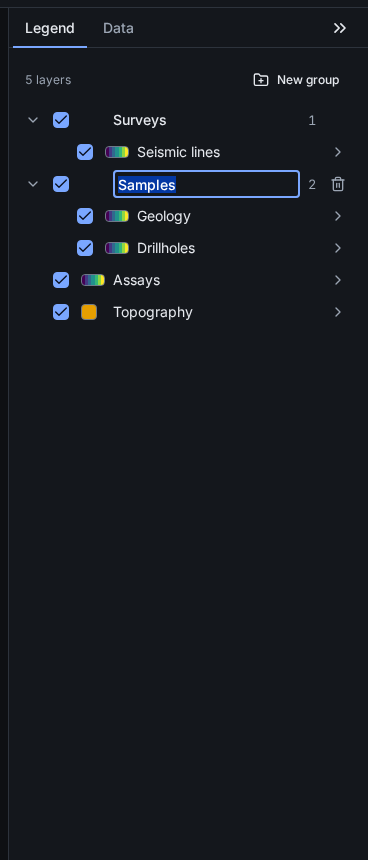 Legend Data
5 layers New group
Surveys 1
Seismic lines
Samples 2
Geology
Drillholes
Assays
Topography